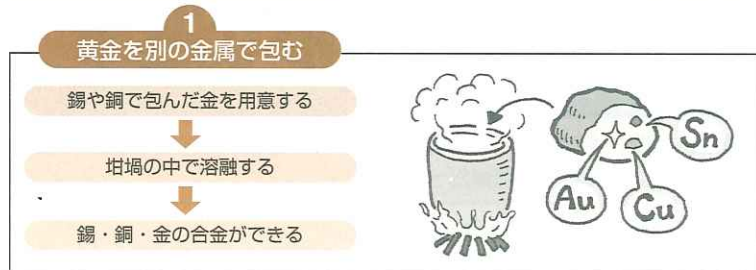 1
黄金を別の金属で包む
錫や銅で包んだ金を用意する
坩堝の中で溶融する
錫・銅・金の合金ができる
Sn
Au
Cu